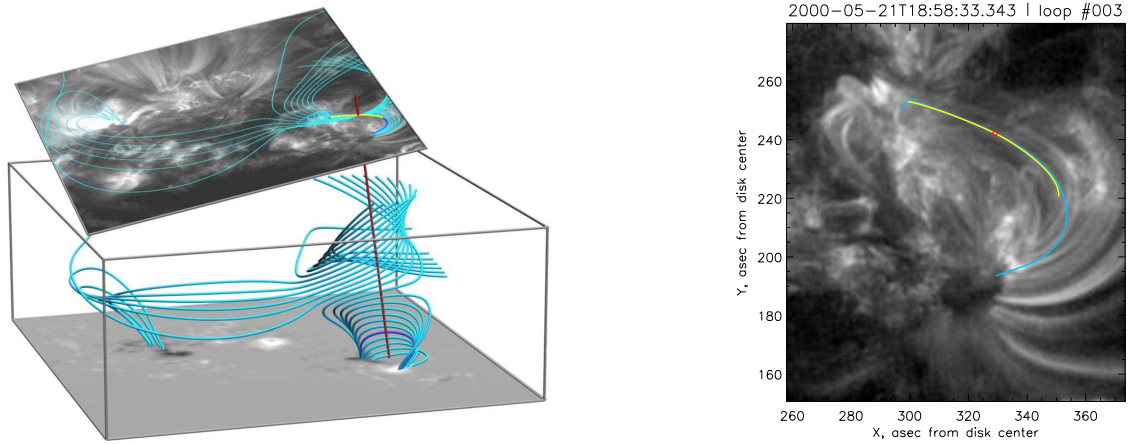 2000-05-21T18:58:33.343 | loop #003
260
240
220
200
180
160
Y, asec from disk center
260 280 300 320 340 360
X, asec from disk center